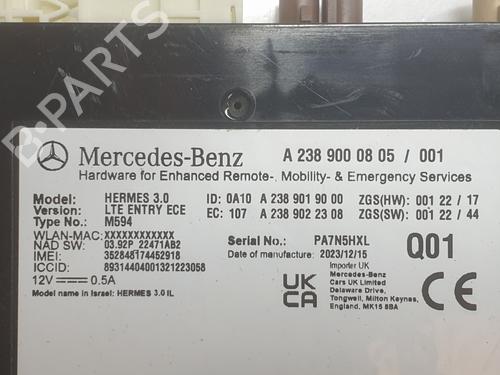 B-PARTS
Mercedes-Benz A 238 900 0805 / 001
Hardware for Enhanced Remote-, Mobility- & Emergency Services
Model: HERMES 3.0 ID: 0A10 A 238 901 90 00 ZGS(HW): 001 22 / 17
Version: LTE ENTRY ECE EC: 107 A 238 902 23 08 ZGS(SW): 001 22 / 44
Type No: M594
WLAN-MAC: XXXXXXXXXXXX
NAD SW: 03.92P_22471AB2
IMEI: 352848174452918
ICCID: 89314404001321223058
12V 0.5A
Model name in Israel: HERMES 3.0 IL
Serial No.: PA7N5HXL
Date of manufacture: 2023/12/15
Q01
UK
CA
Importer UK
Mercedes-Benz
Cars UK Limited
Delaware Drive,
Tongwell, Milton Keynes,
England, MK15 8BA
CE